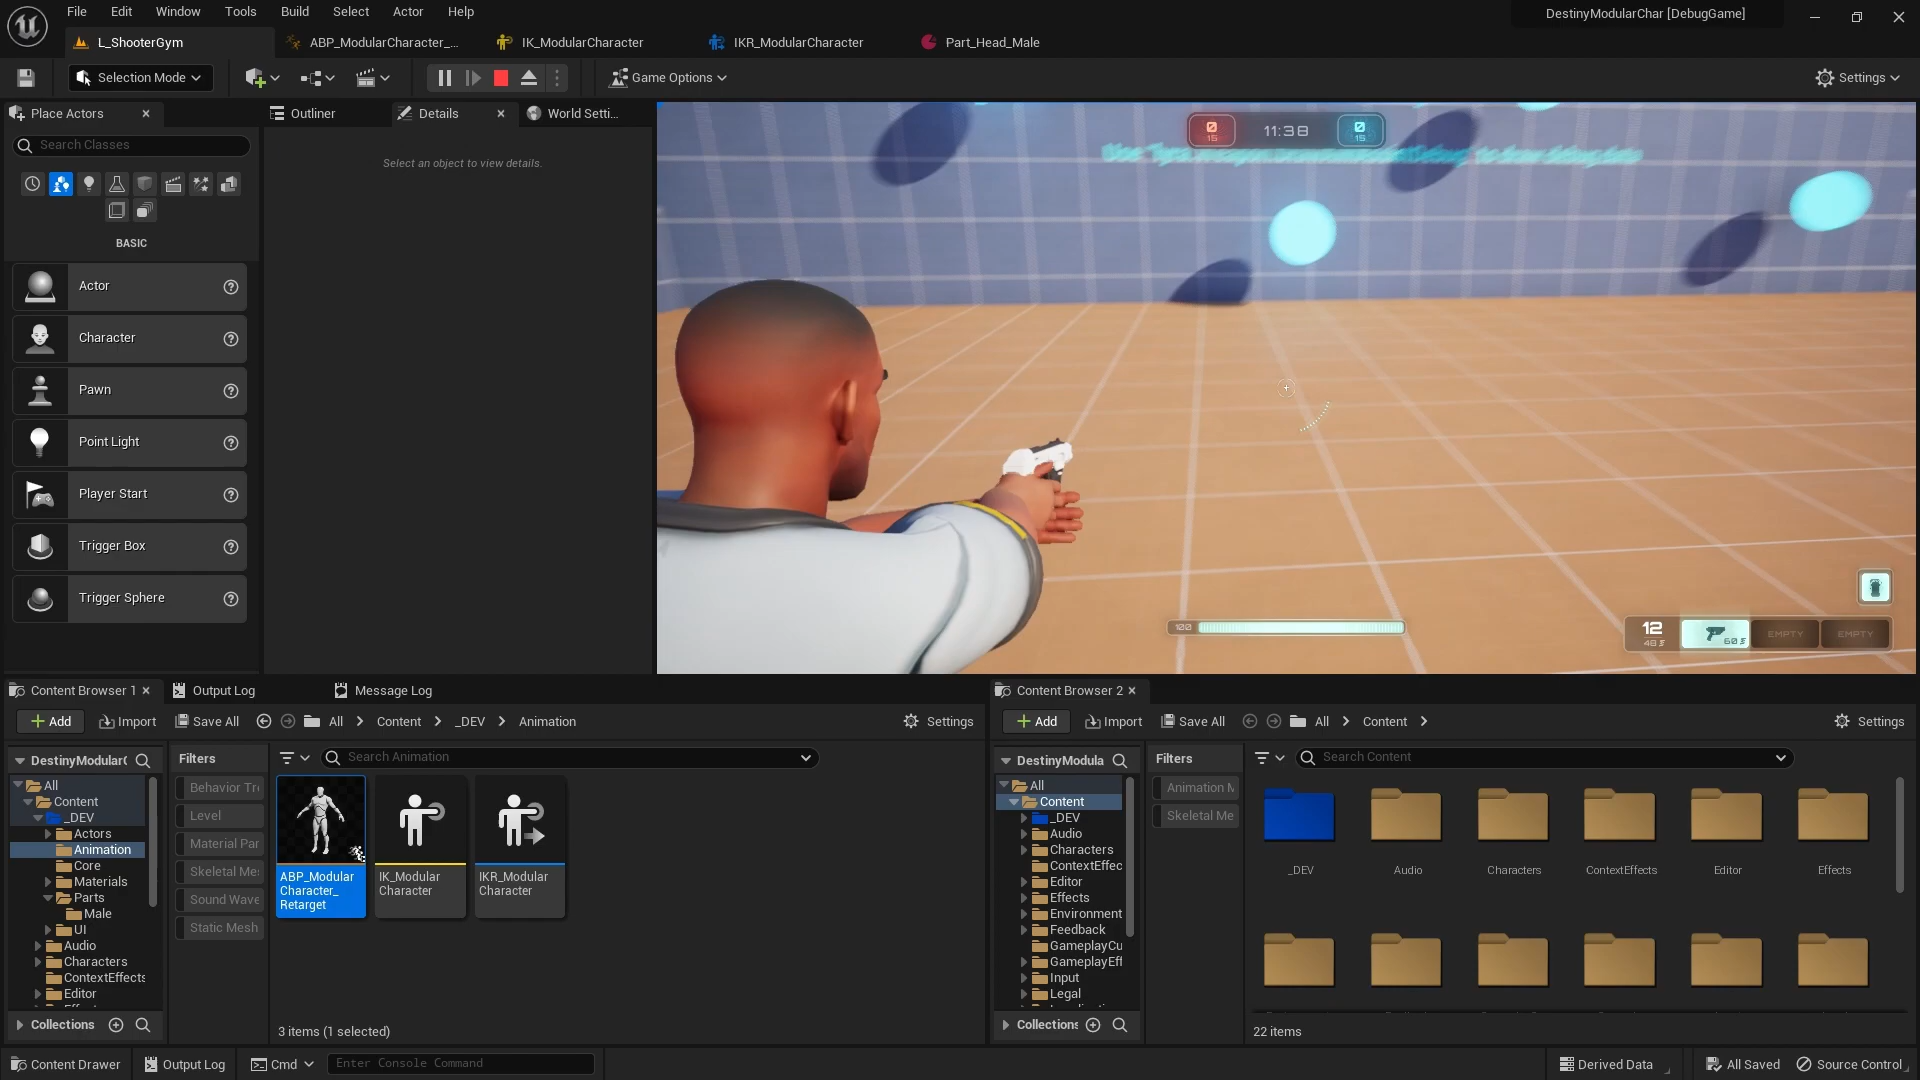 File Edit Window Tools Build Select Actor Help
DestinyModularChar [DebugGame]
L_ShooterGym
ABP_ModularCharacter_...
IK_ModularCharacter
IKR_ModularCharacter
Part_Head_Male
Selection Mode
Game Options
Settings
Place Actors
Outliner
Details
World Setti...
Search Classes
Select an object to view details.
BASIC
Actor
Character
Pawn
Point Light
Player Start
Trigger Box
Trigger Sphere
0
15
11:38
0
15
100
12
48
60
EMPTY
EMPTY
Content Browser 1
Output Log
Message Log
Add
Import
Save All
All
Content
_DEV
Animation
Settings
DestinyModular(
Filters
Search Animation
All
Content
_DEV
Actors
Animation
Core
Materials
Parts
Male
UI
Audio
Characters
ContextEffects
Editor
Collections
Behavior Tr
Level
Material Par
Skeletal Me
Sound Wave
Static Mesh
ABP_Modular
Character_
Retarget
IK_Modular
Character
IKR_Modular
Character
3 items (1 selected)
Content Browser 2
Add
Import
Save All
All
Content
Settings
DestinyModula
Filters
Search Content
All
Content
_DEV
Audio
Characters
ContextEffec
Editor
Effects
Environment
Feedback
GameplayCu
GameplayEff
Input
Legal
Collections
Animation M
Skeletal Me
_DEV
Audio
Characters
ContextEffects
Editor
Effects
22 items
Content Drawer
Output Log
Cmd
Enter Console Command
Derived Data
All Saved
Source Control